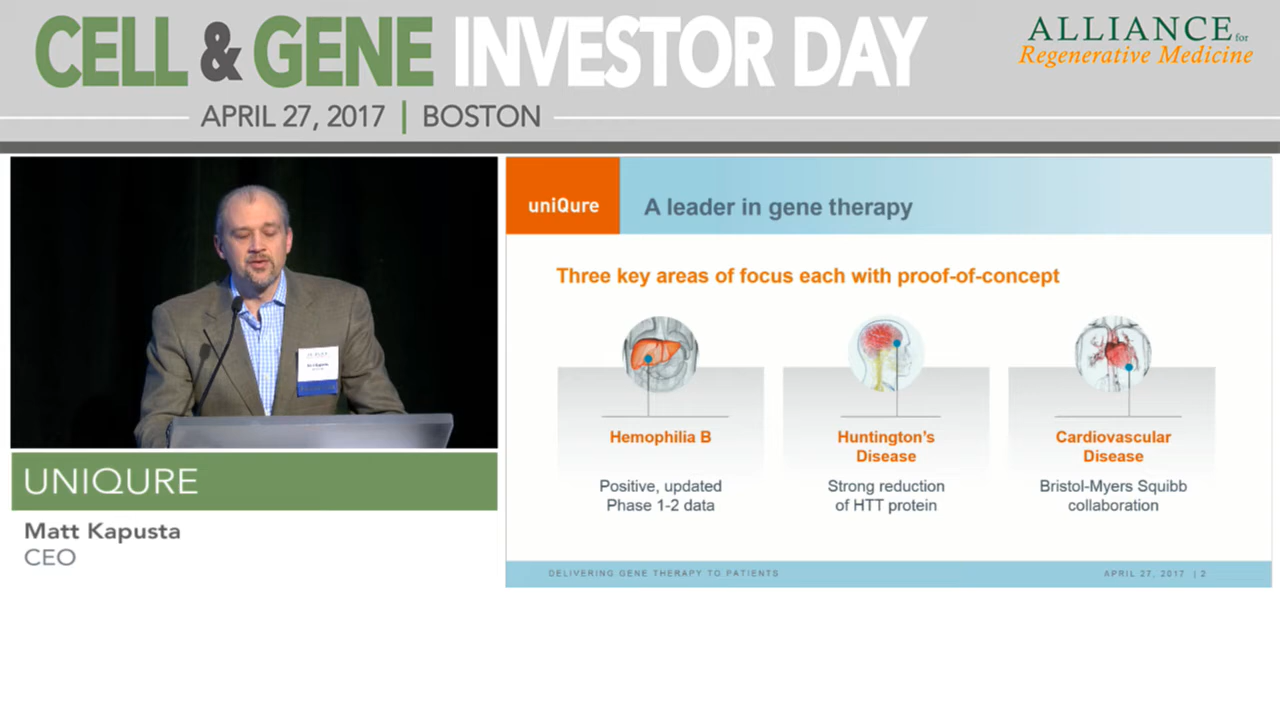 CELL & GENE INVESTOR DAY
APRIL 27, 2017 | BOSTON
ALLIANCE for
Regenerative Medicine
UNIQURE
Matt Kapusta
CEO
uniQure
A leader in gene therapy
Three key areas of focus each with proof-of-concept
Hemophilia B
Positive, updated
Phase 1-2 data
Huntington's
Disease
Strong reduction
of HTT protein
Cardiovascular
Disease
Bristol-Myers Squibb
collaboration
DELIVERING GENE THERAPY TO PATIENTS
APRIL 27, 2017 | 2